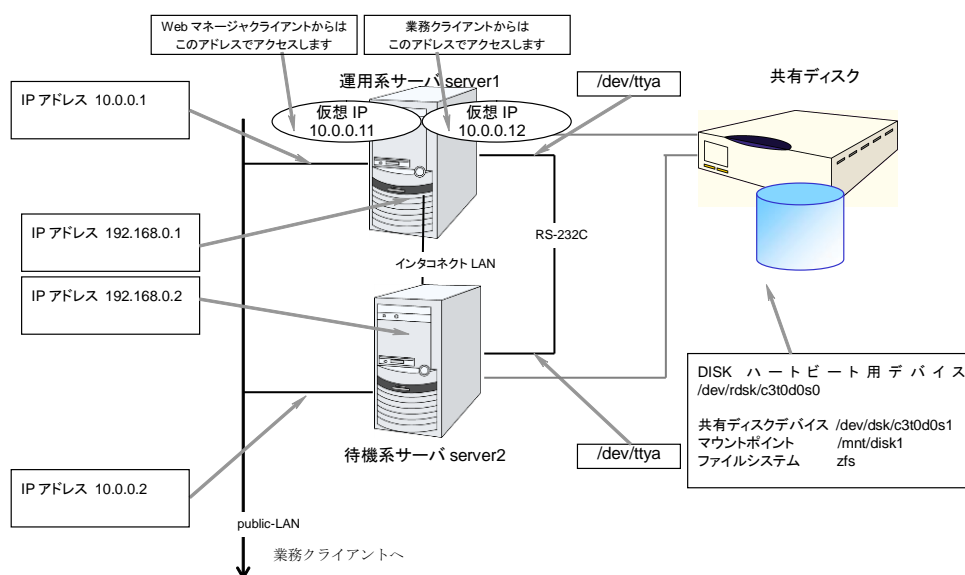 Web マネージャクライアントからは
このアドレスでアクセスします
業務クライアントからは
このアドレスでアクセスします
運用系サーバ server1
/dev/ttya
共有ディスク
IP アドレス 10.0.0.1
仮想 IP
10.0.0.11
仮想 IP
10.0.0.12
IP アドレス 192.168.0.1
RS-232C
インタコネクト LAN
IP アドレス 192.168.0.2
DISK ハートビート用デバイス
/dev/rdsk/c3t0d0s0
共有ディスクデバイス /dev/dsk/c3t0d0s1
マウントポイント /mnt/disk1
ファイルシステム zfs
待機系サーバ server2
/dev/ttya
IP アドレス 10.0.0.2
public-LAN
業務クライアントへ